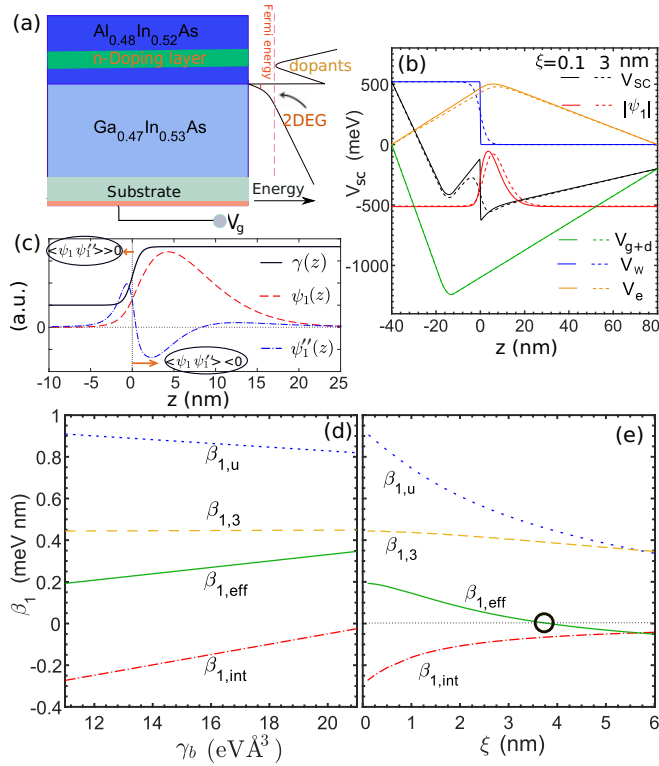 (a)
Al0.48In0.52As
n-Doping layer
Ga0.47In0.53As
Substrate
Fermi energy
dopants
2DEG
Energy
Vg
(b)
ξ=0.1 3 nm
VSC
|ψ1|
Vg+d
Vw
Ve
500
0
-500
-1000
Vsc (meV)
-40 -20 0 20 40 60 80
z (nm)
(c)
<ψ1 ψ1''>>0
<ψ1 ψ1''><0
γ(z)
ψ1(z)
ψ1''(z)
(a.u.)
0
-10 -5 0 5 10 15 20 25
z (nm)
(d)
β1,u
β1,3
β1,eff
β1,int
1
0.8
0.6
0.4
0.2
0
-0.2
-0.4
β1 (meV nm)
12 14 16 18 20
γb (eVÅ³)
(e)
β1,u
β1,3
β1,eff
β1,int
0 1 2 3 4 5 6
ξ (nm)